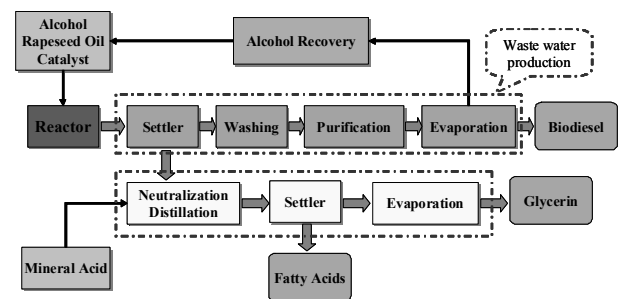 Alcohol
Rapeseed Oil
Catalyst
Alcohol Recovery
Waste water
production
Reactor
Settler
Washing
Purification
Evaporation
Biodiesel
Neutralization
Distillation
Settler
Evaporation
Glycerin
Mineral Acid
Fatty Acids